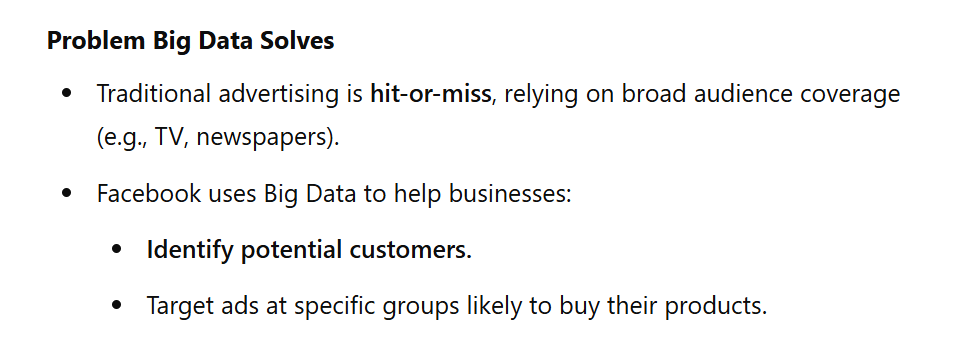 Problem Big Data Solves
• Traditional advertising is hit-or-miss, relying on broad audience coverage
(e.g., TV, newspapers).
• Facebook uses Big Data to help businesses:
• Identify potential customers.
• Target ads at specific groups likely to buy their products.